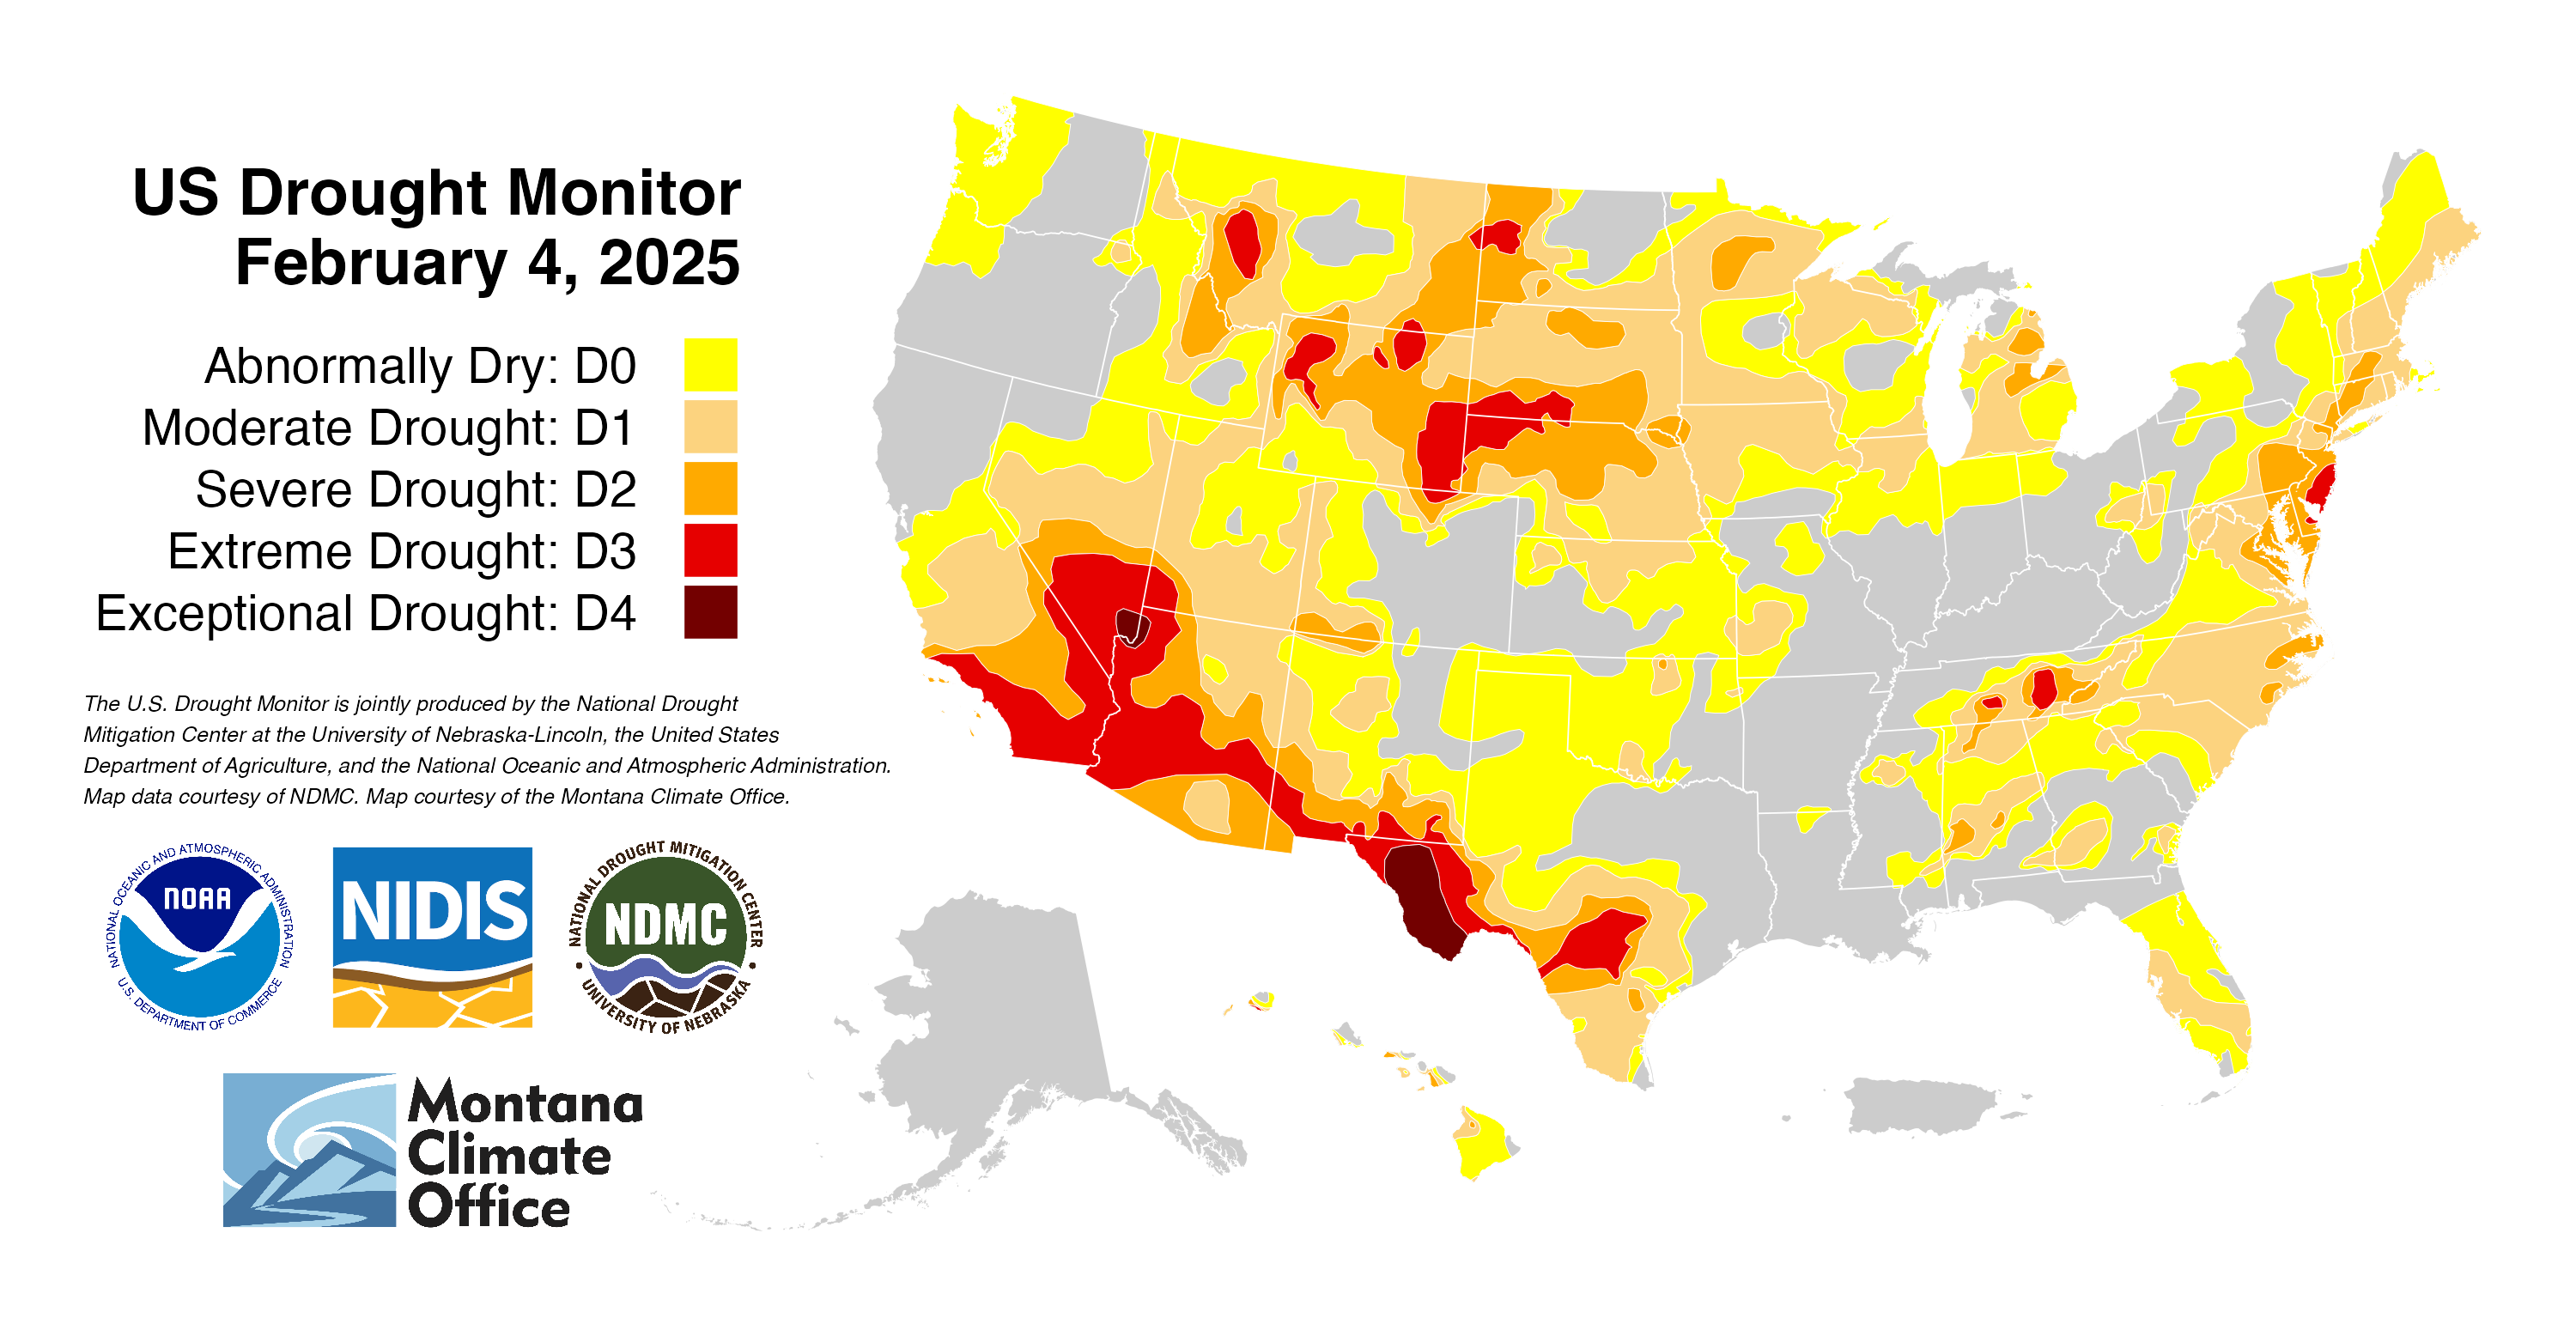 US Drought Monitor
February 4, 2025
Abnormally Dry: D0
Moderate Drought: D1
Severe Drought: D2
Extreme Drought: D3
Exceptional Drought: D4
The U.S. Drought Monitor is jointly produced by the National Drought
Mitigation Center at the University of Nebraska-Lincoln, the United States
Department of Agriculture, and the National Oceanic and Atmospheric Administration.
Map data courtesy of NDMC. Map courtesy of the Montana Climate Office.
NATIONAL OCEANIC AND ATMOSPHERIC ADMINISTRATION
NOAA
U.S. DEPARTMENT OF COMMERCE
NIDIS
NATIONAL DROUGHT MITIGATION CENTER
NDMC
• UNIVERSITY OF NEBRASKA •
Montana
Climate
Office